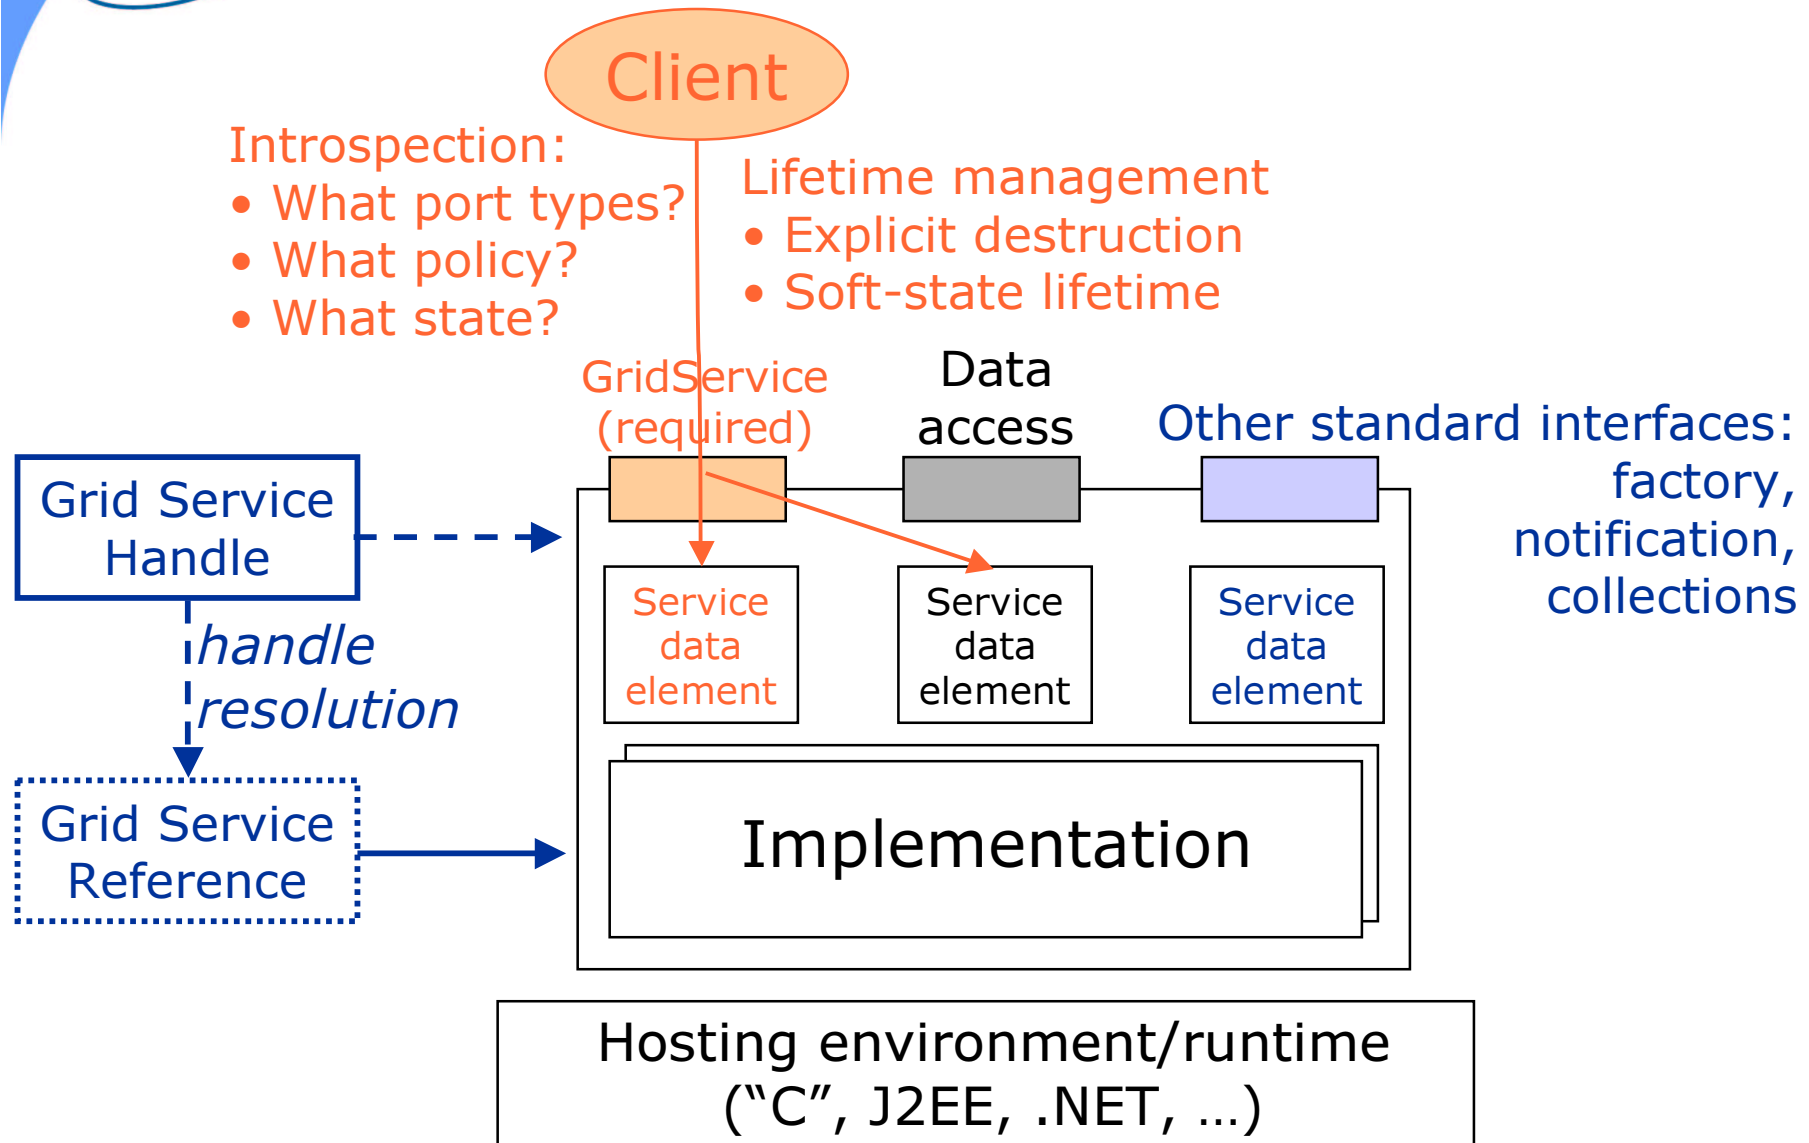 Client
Introspection:
• What port types?
• What policy?
• What state?
Lifetime management
• Explicit destruction
• Soft-state lifetime
GridService
(required)
Data
access
Other standard interfaces:
factory,
notification,
collections
Grid Service
Handle
handle
resolution
Grid Service
Reference
Service
data
element
Service
data
element
Service
data
element
Implementation
Hosting environment/runtime
(“C”, J2EE, .NET, …)